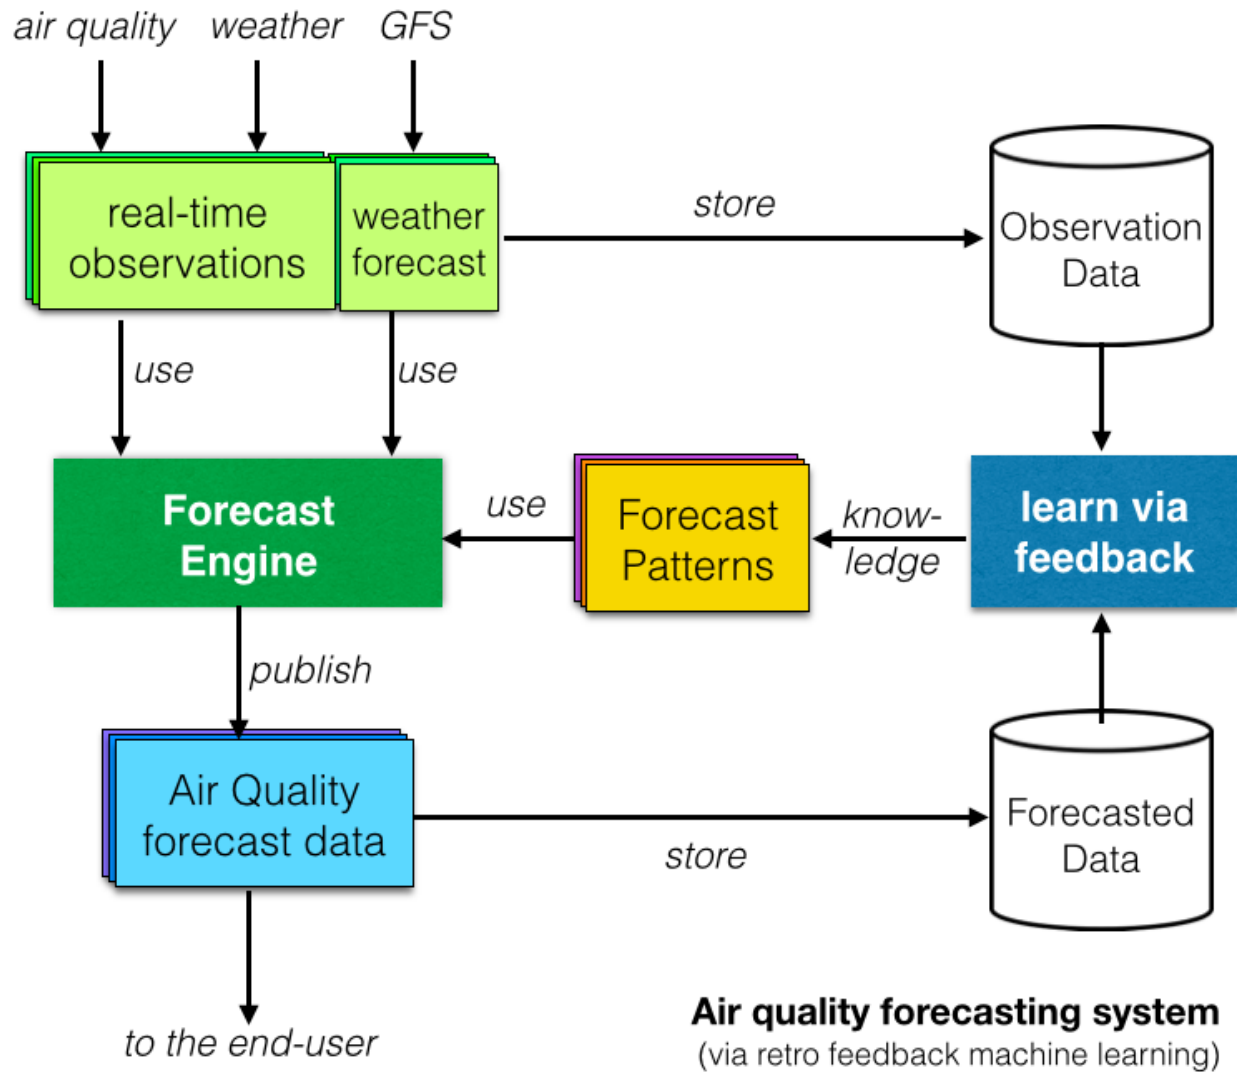 air quality weather GFS
real-time
observations
weather
forecast
store
Observation
Data
use
use
Forecast
Engine
use
Forecast
Patterns
know-
ledge
learn via
feedback
publish
Air Quality
forecast data
store
Forecasted
Data
to the end-user
Air quality forecasting system
(via retro feedback machine learning)